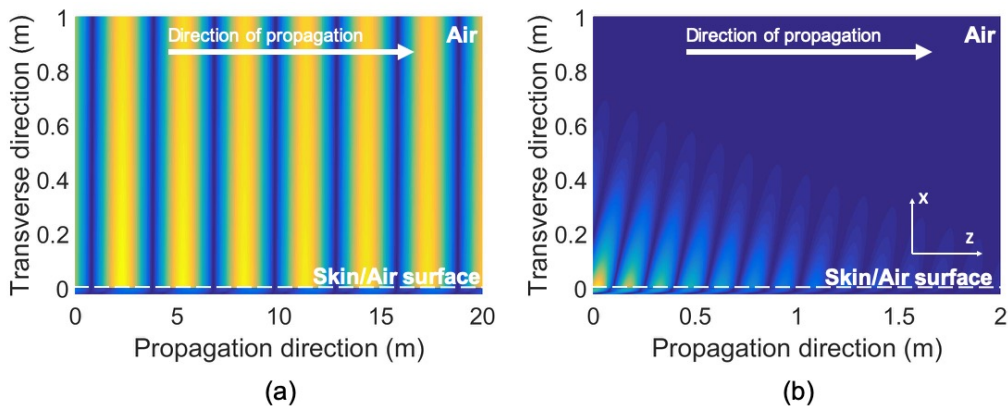 Direction of propagation
Air
Transverse direction (m)
1
0.8
0.6
0.4
0.2
0
Skin/Air surface
0 5 10 15 20
Propagation direction (m)
(a)
Direction of propagation
Air
Transverse direction (m)
1
0.8
0.6
0.4
0.2
0
x
z
Skin/Air surface
0 0.5 1 1.5 2
Propagation direction (m)
(b)